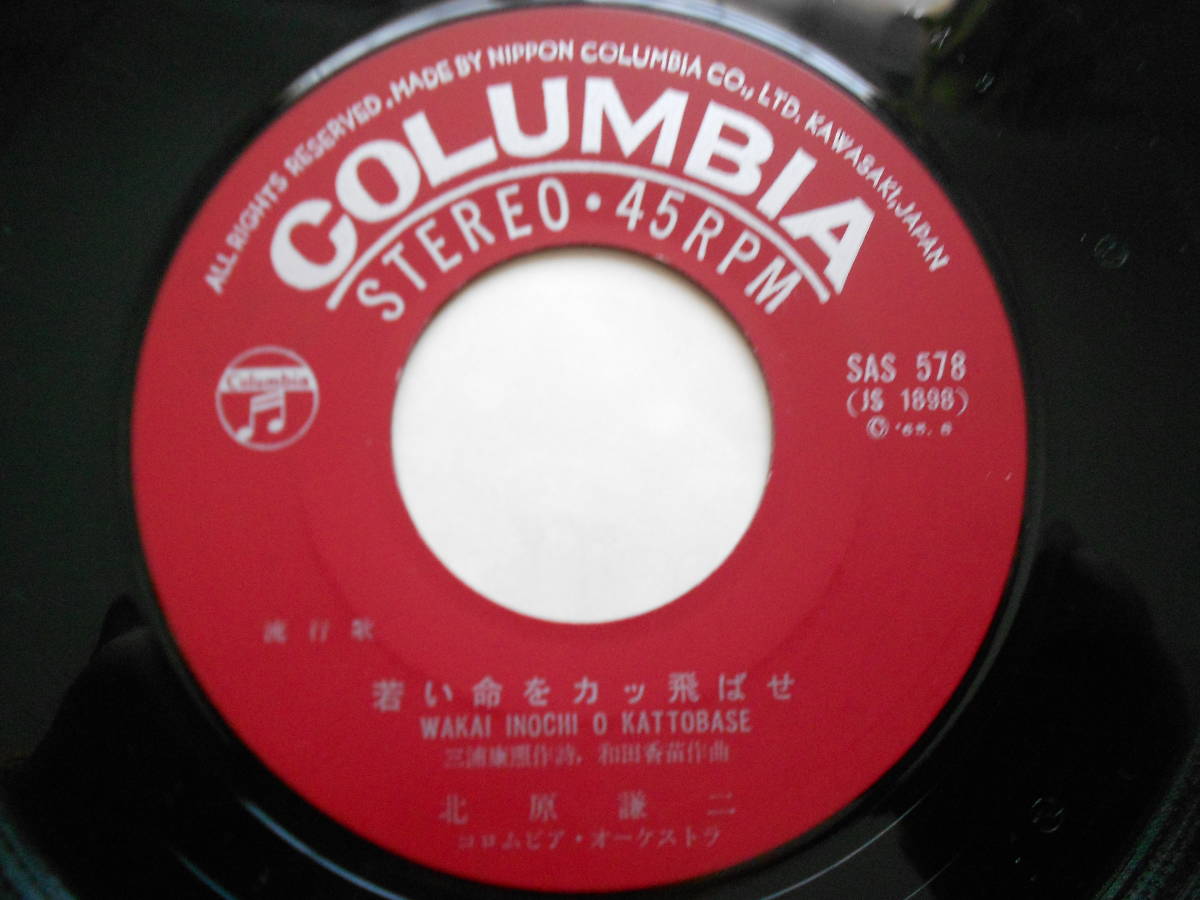 ALL RIGHTS RESERVED. MADE BY NIPPON COLUMBIA CO., LTD. KAWASAKI, JAPAN
COLUMBIA
STEREO・45RPM
Columbia
SAS 578
(JS 1898)
Ⓒ '65. 8
流行歌
若い命をカッ飛ばせ
WAKAI INOCHI O KATTOBASE
三浦康照作詩, 和田香苗作曲
北原謙二
コロムビア・オーケストラ